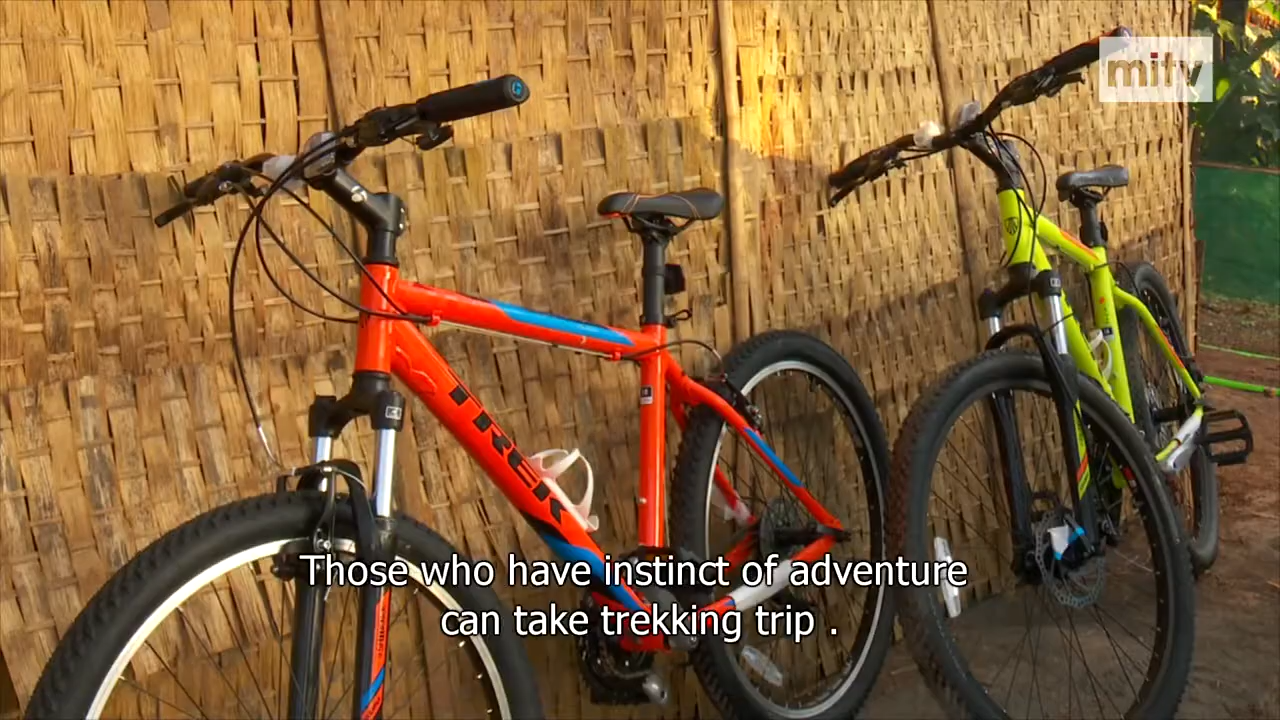 mitv
TREK
Those who have instinct of adventure
can take trekking trip .